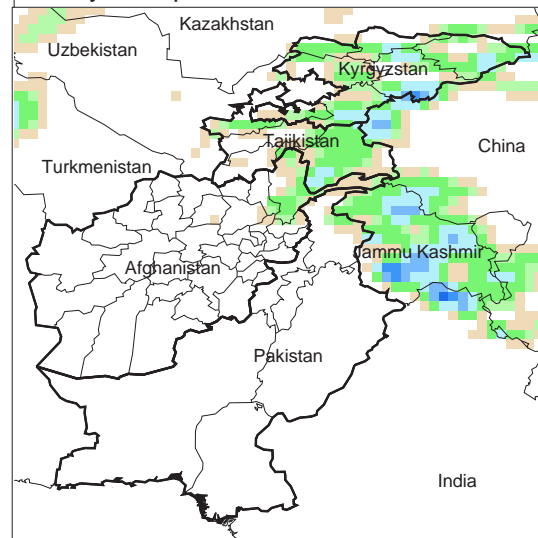 Kazakhstan
Uzbekistan
Kyrgyzstan
Tajikistan
China
Turkmenistan
Jammu Kashmir
Afghanistan
Pakistan
India